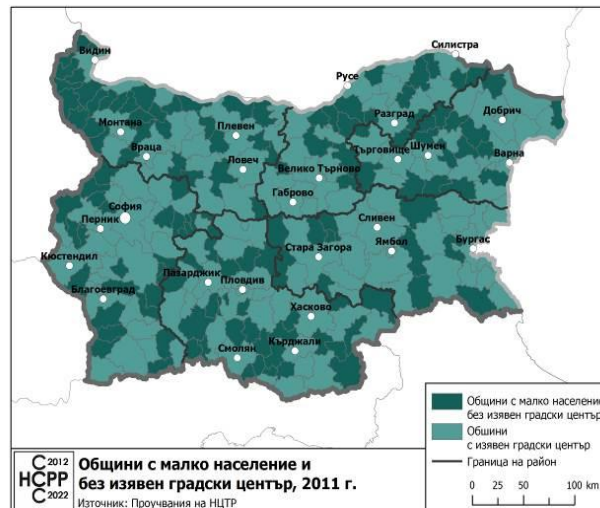 Силистра
Видин
Русе
Добрич
Разград
Монтана
Плевен
Враца
Търговище
Шумен
Варна
Ловеч
Велико Търново
Габрово
София
Перник
Сливен
Бургас
Стара Загора
Ямбол
Кюстендил
Пазарджик
Пловдив
Благоевград
Хасково
Кърджали
Смолян
Общини с малко население
без изявен градски център
Общини
с изявен градски център
Граница на район
0 25 50 100 km
С 2012
НСРР
С 2022
Общини с малко население и
без изявен градски център, 2011 г.
Източник: Проучвания на НЦТР